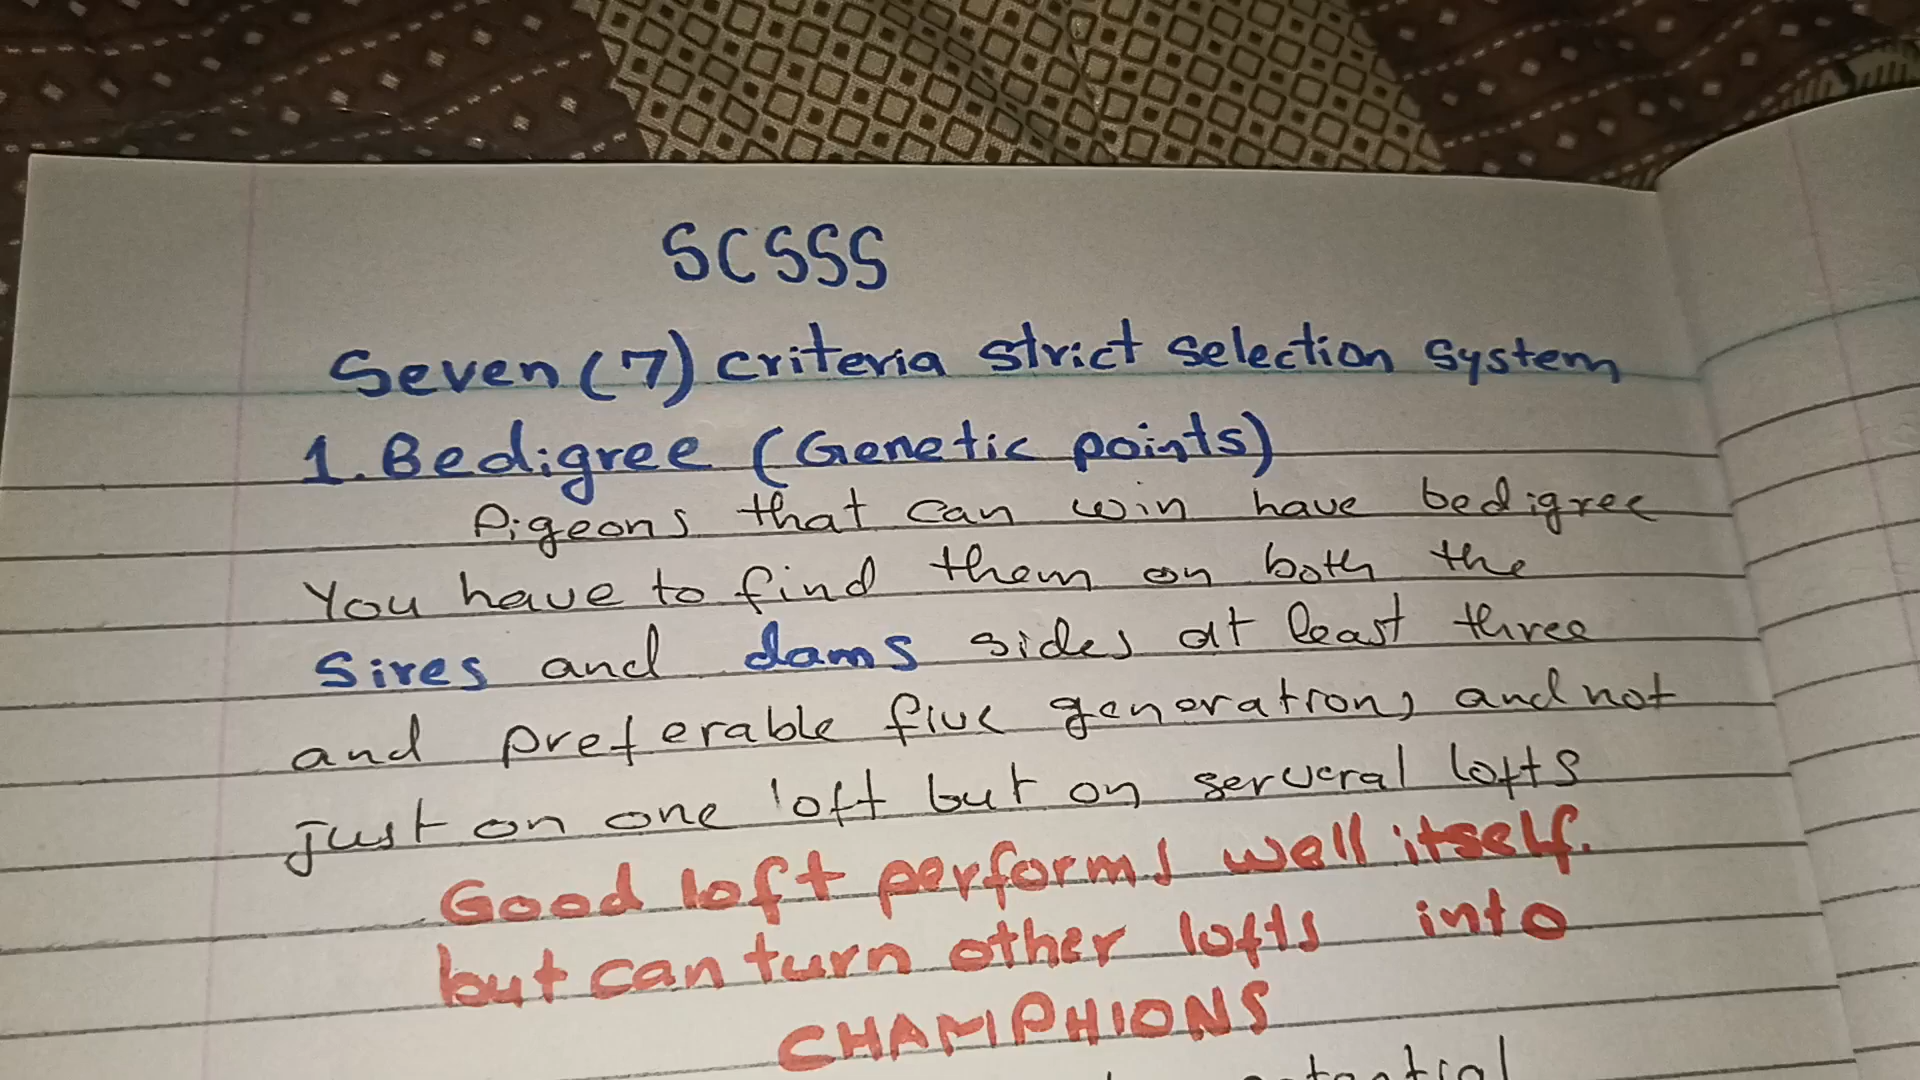 SCSSS
Seven (7) criteria strict selection system
1. Bedigree (Genetic points)
Pigeons that can win have bedigree
You have to find them on both the
Sires and dams sides at least three
and preferable five generation, and not
just on one loft but on serveral lofts
Good loft performs well itself.
but can turn other lofts into
CHAMPHIONS
potential